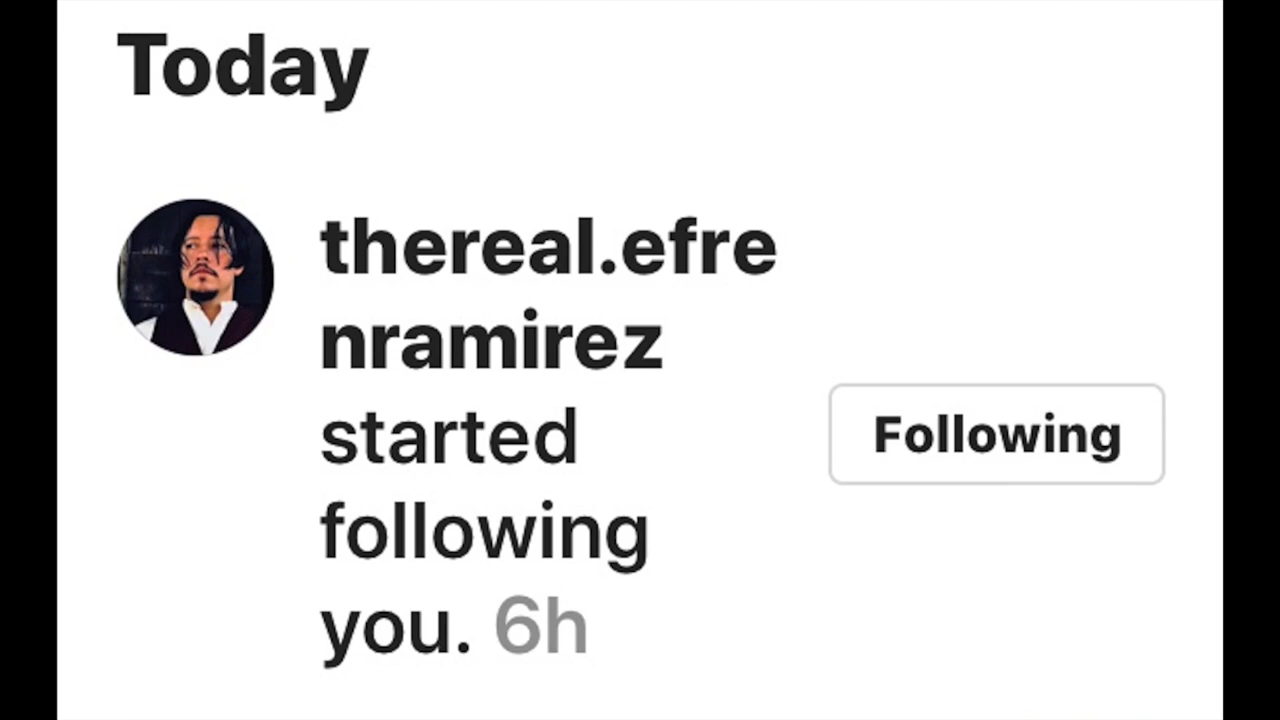 Today
thereal.efre
nramirez
started
Following
following
you. 6h